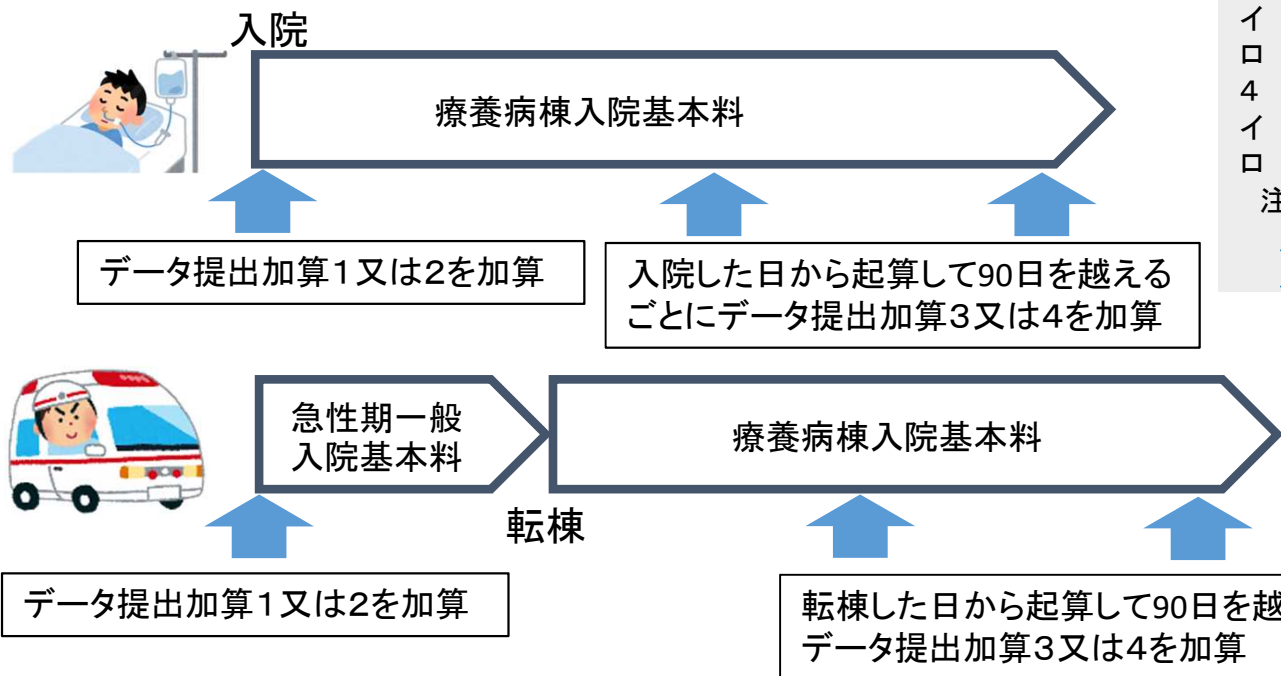 入院
療養病棟入院基本料
データ提出加算1又は2を加算
入院した日から起算して90日を越える
ごとにデータ提出加算3又は4を加算
イ
ロ
4
イ
ロ
注
急性期一般
入院基本料
療養病棟入院基本料
転棟
データ提出加算1又は2を加算
転棟した日から起算して90日を越
データ提出加算3又は4を加算